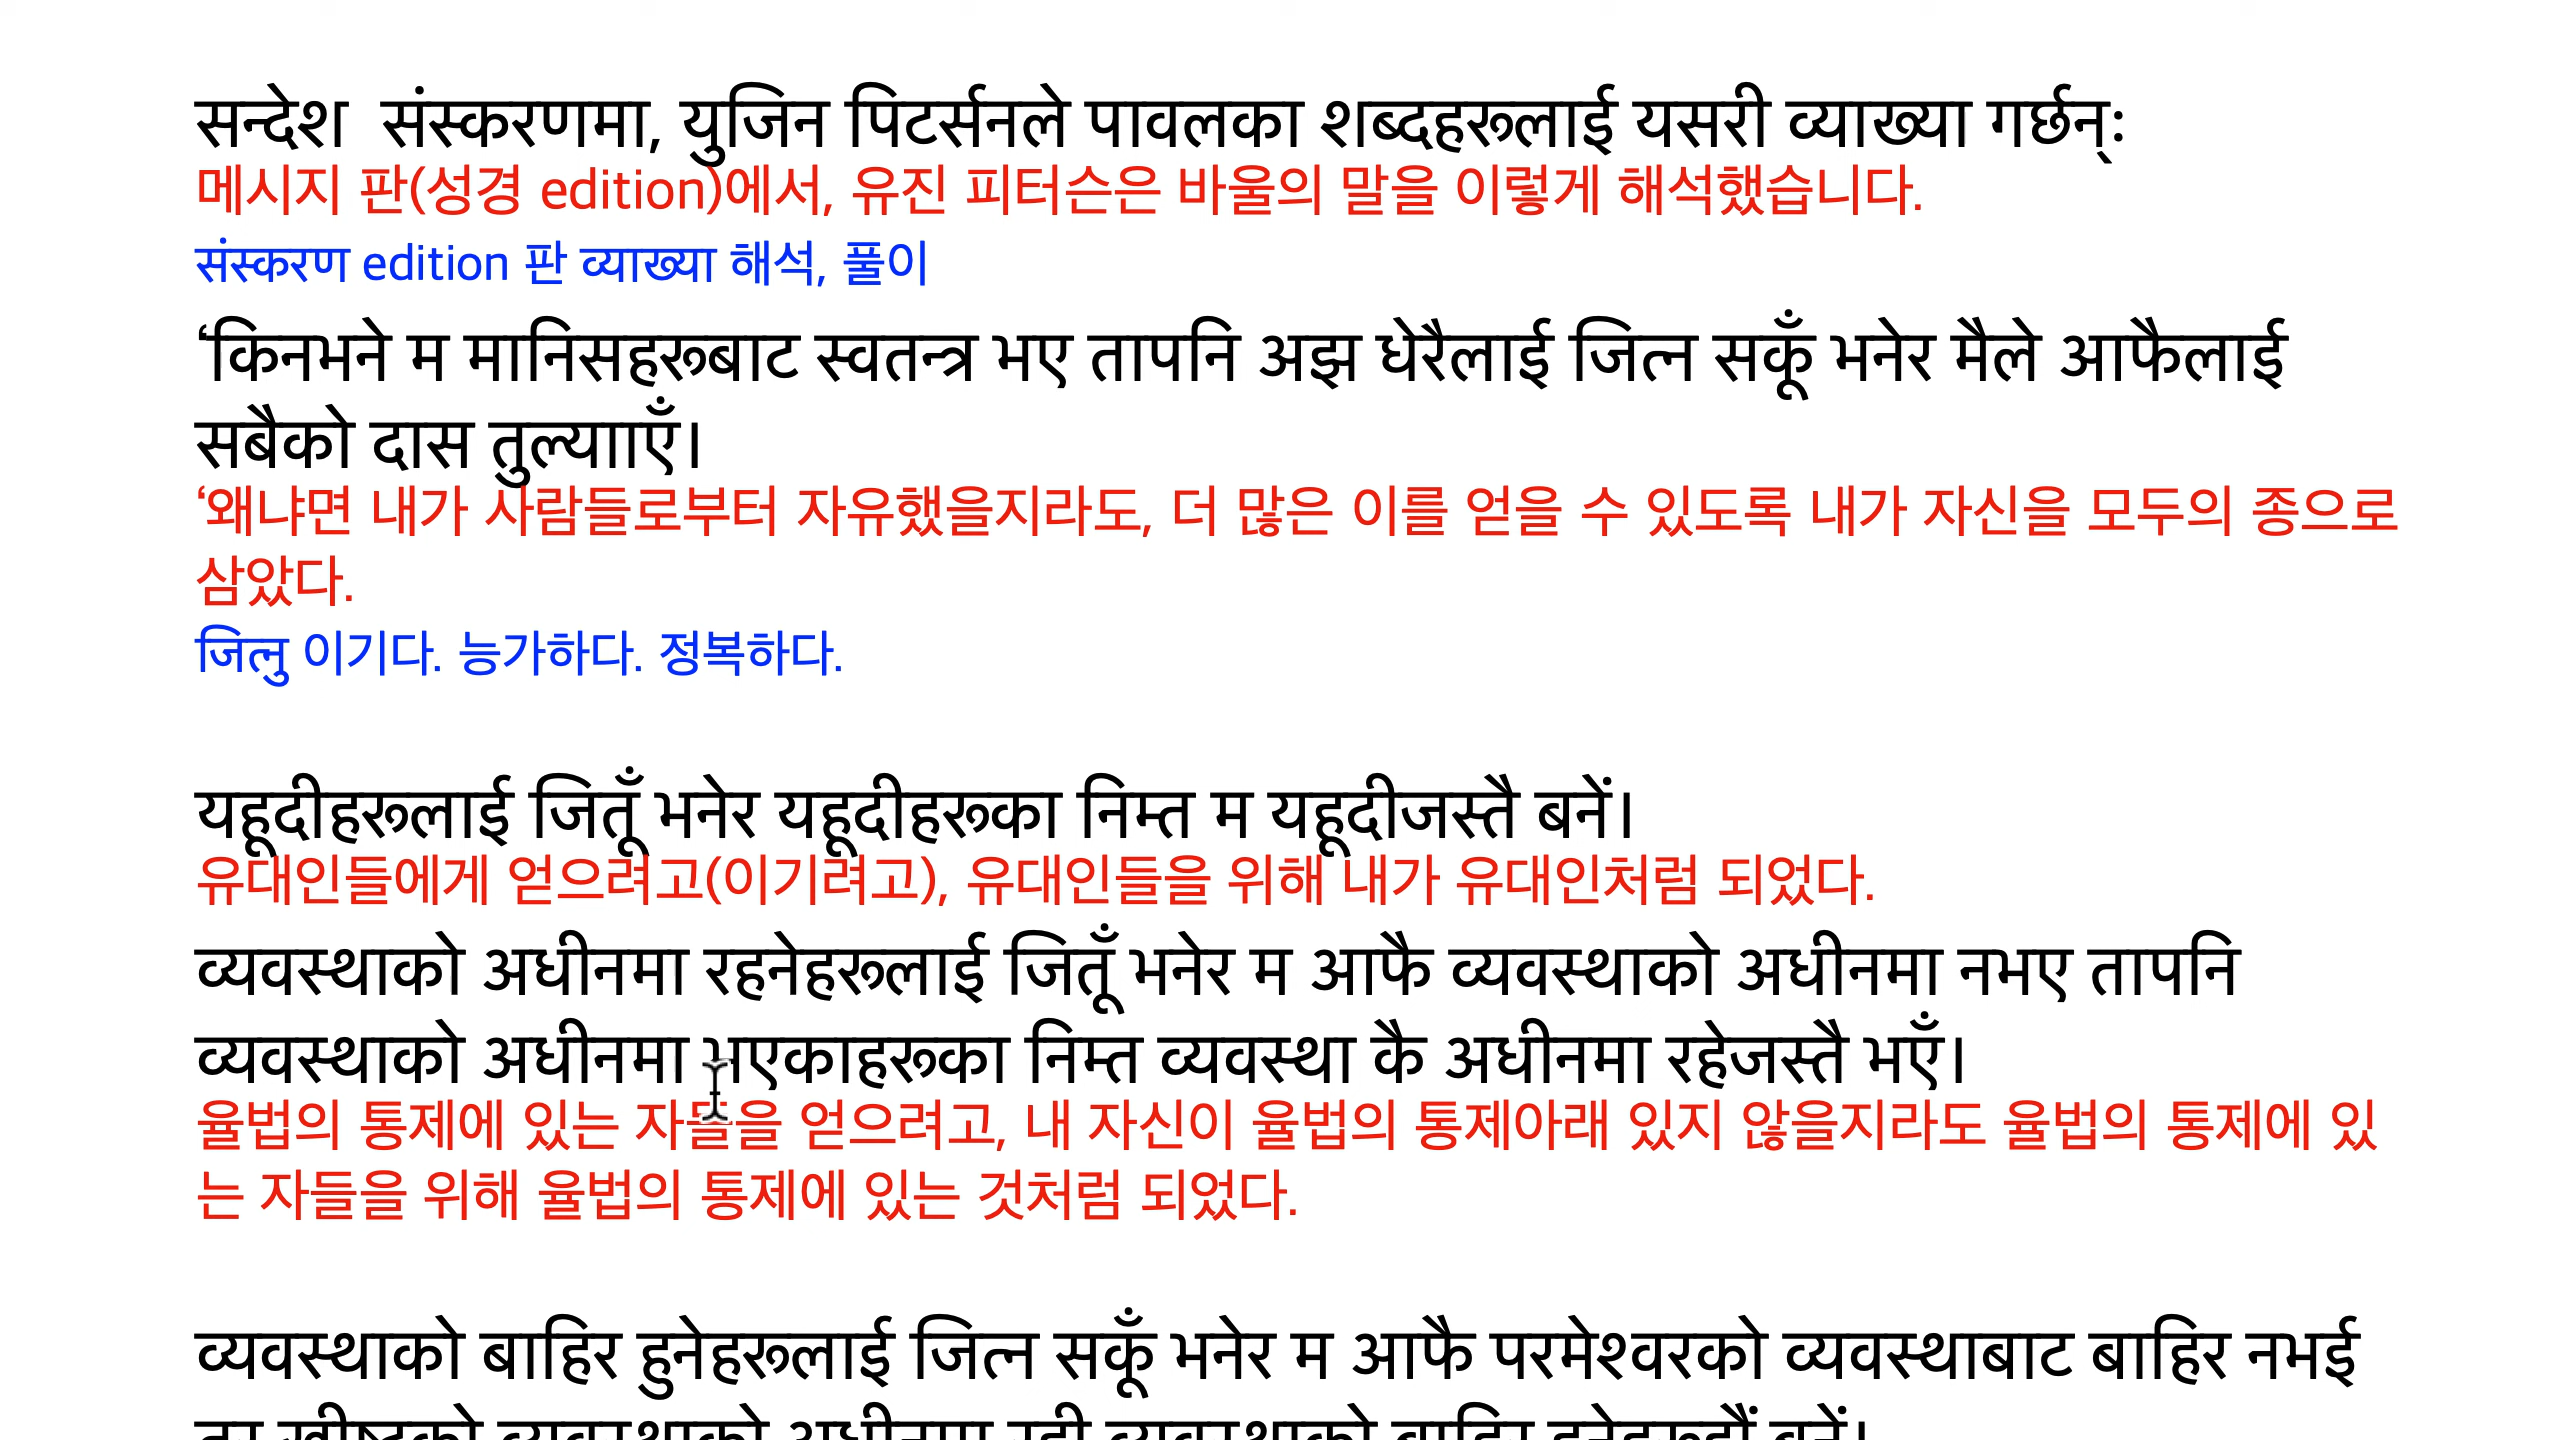 सन्देश  संस्करणमा, युजिन पिटर्सनले पावलका शब्दहरूलाई यसरी व्याख्या गर्छन्ः
메시지 판(성경 edition)에서, 유진 피터슨은 바울의 말을 이렇게 해석했습니다.
संस्करण edition 판 व्याख्या 해석, 풀이
‘किनभने म मानिसहरूबाट स्वतन्त्र भए तापनि अझ धेरैलाई जित्न सकूँ भनेर मैले आफैलाई
सबैको दास तुल्यााएँ।
‘왜냐면 내가 사람들로부터 자유했을지라도, 더 많은 이를 얻을 수 있도록 내가 자신을 모두의 종으로
삼았다.
जित्नु 이기다. 능가하다. 정복하다.
यहूदीहरूलाई जितूँ भनेर यहूदीहरूका निम्त म यहूदीजस्तै बनें।
유대인들에게 얻으려고(이기려고), 유대인들을 위해 내가 유대인처럼 되었다.
व्यवस्थाको अधीनमा रहनेहरूलाई जितूँ भनेर म आफै व्यवस्थाको अधीनमा नभए तापनि
व्यवस्थाको अधीनमा भएकाहरूका निम्त व्यवस्था कै अधीनमा रहेजस्तै भएँ।
율법의 통제에 있는 자들을 얻으려고, 내 자신이 율법의 통제아래 있지 않을지라도 율법의 통제에 있
는 자들을 위해 율법의 통제에 있는 것처럼 되었다.
व्यवस्थाको बाहिर हुनेहरूलाई जित्न सकूँ भनेर म आफै परमेश्वरको व्यवस्थाबाट बाहिर नभई
व्यवस्थाको अधीनमा रही व्यवस्थाको बाहिर